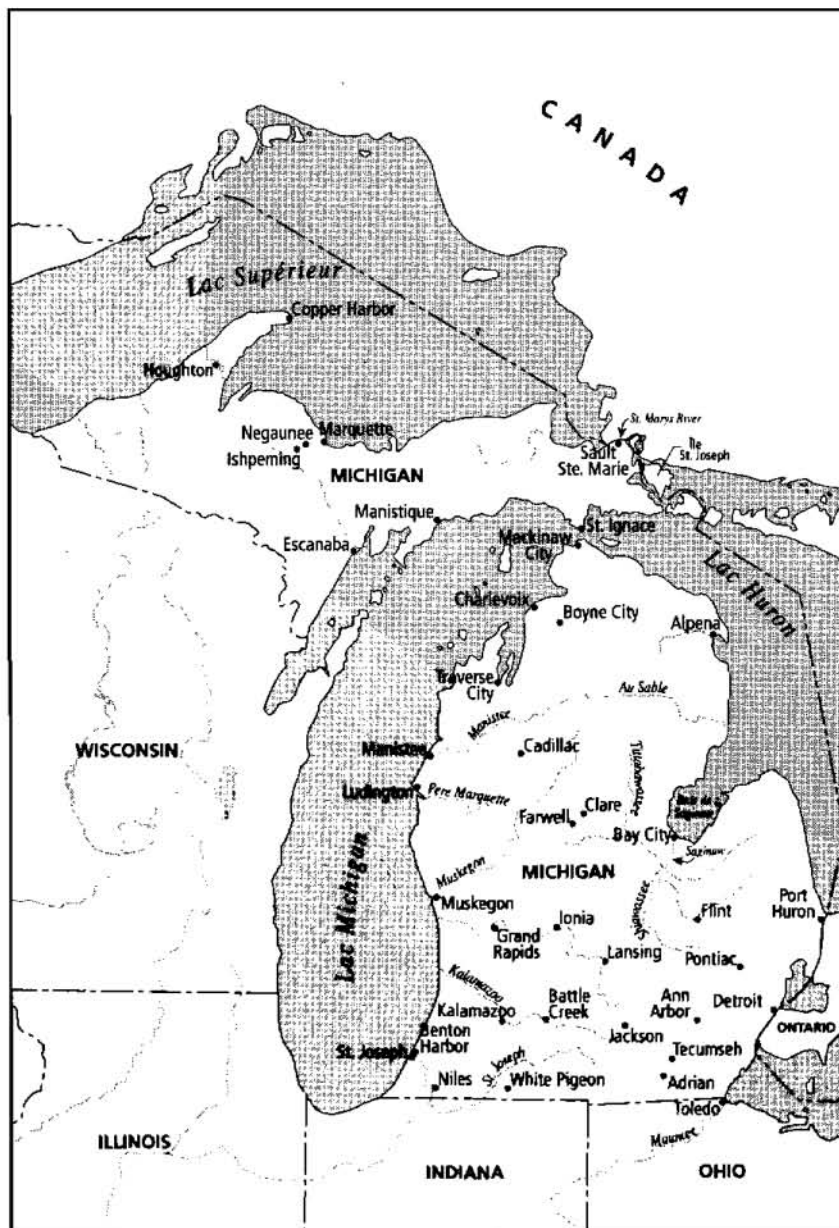 CANADA
Lac Supérieur
Copper Harbor
Houghton
St. Marys River
Negaunee
Marquette
Ishpeming
Sault
Ste. Marie
Île
St. Joseph
MICHIGAN
Manistique
St. Ignace
Escanaba
Mackinaw
City
Lac Huron
Charlevoix
Boyne City
Alpena
Traverse
City
Au Sable
Manistee
WISCONSIN
Manistee
Cadillac
Ludington
Pere Marquette
Clare
Farwell
Baie de
Bay City
Saginaw
Lac Michigan
Muskegon
MICHIGAN
Muskegon
Ionia
Flint
Port
Huron
Grand
Rapids
Lansing
Pontiac
Kalamazoo
Kalamazoo
Battle
Creek
Ann
Arbor
Detroit
Benton
Harbor
Jackson
ONTARIO
St. Joseph
Tecumseh
St. Joseph
Niles
White Pigeon
Adrian
Toledo
Maumee
ILLINOIS
INDIANA
OHIO